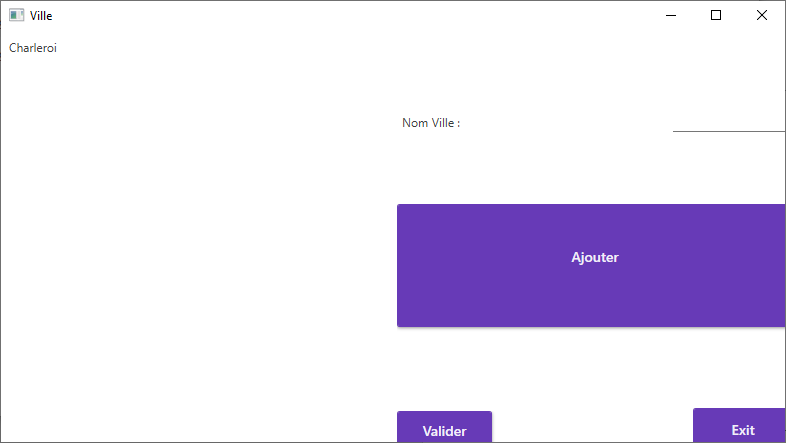 Ville
Charleroi
Nom Ville :
Ajouter
Valider
Exit